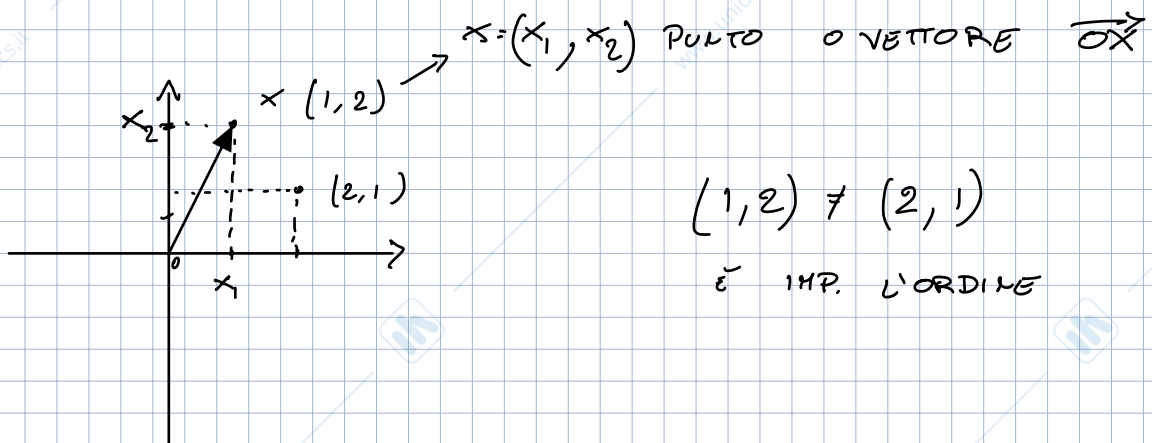 x=(x₁, x₂) PUNTO O VETTORE OX
x (1,2)
x₂
(2,1)
(1,2) ≠ (2,1)
0
x₁
È IMP. L'ORDINE